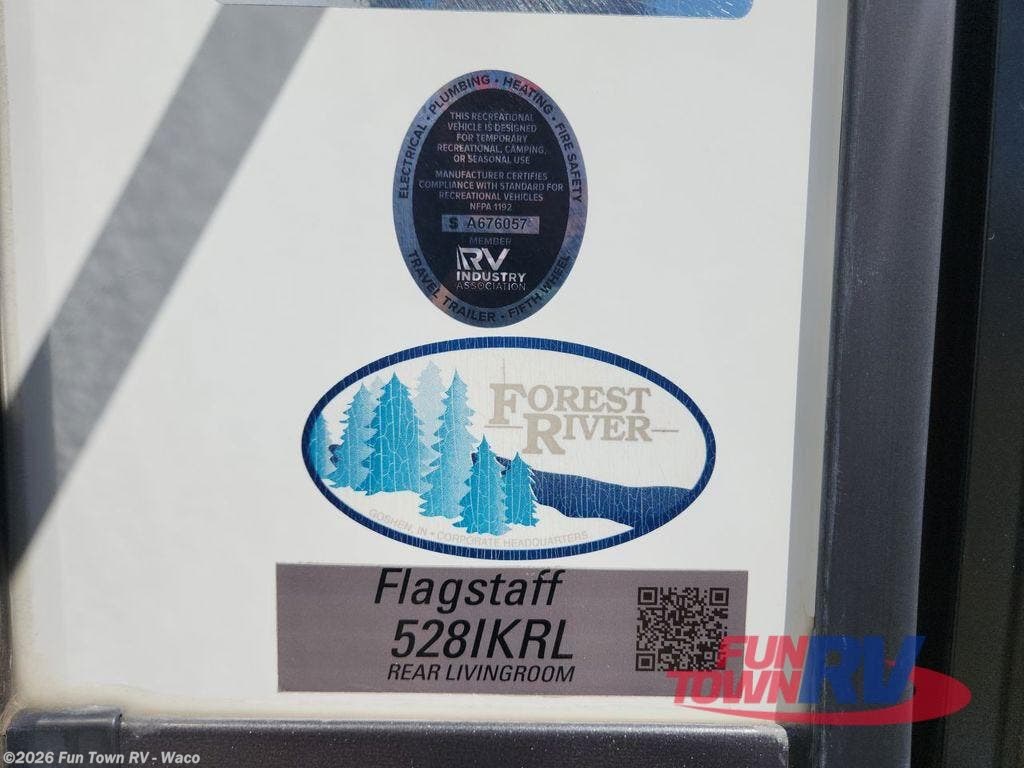 ELECTRICAL • PLUMBING • HEATING • FIRE SAFETY
THIS RECREATIONAL
VEHICLE IS DESIGNED
FOR TEMPORARY
RECREATIONAL, CAMPING,
OR SEASONAL USE
MANUFACTURER CERTIFIES
COMPLIANCE WITH STANDARD FOR
RECREATIONAL VEHICLES
NFPA 1192
S A676057
MEMBER
RV
INDUSTRY
ASSOCIATION
TRAVEL TRAILER • FIFTH WHEEL
FOREST
RIVER
GOSHEN, IN • CORPORATE HEADQUARTERS
Flagstaff
528IKRL
REAR LIVINGROOM
FUN
TOWN RV
©2026 Fun Town RV - Waco